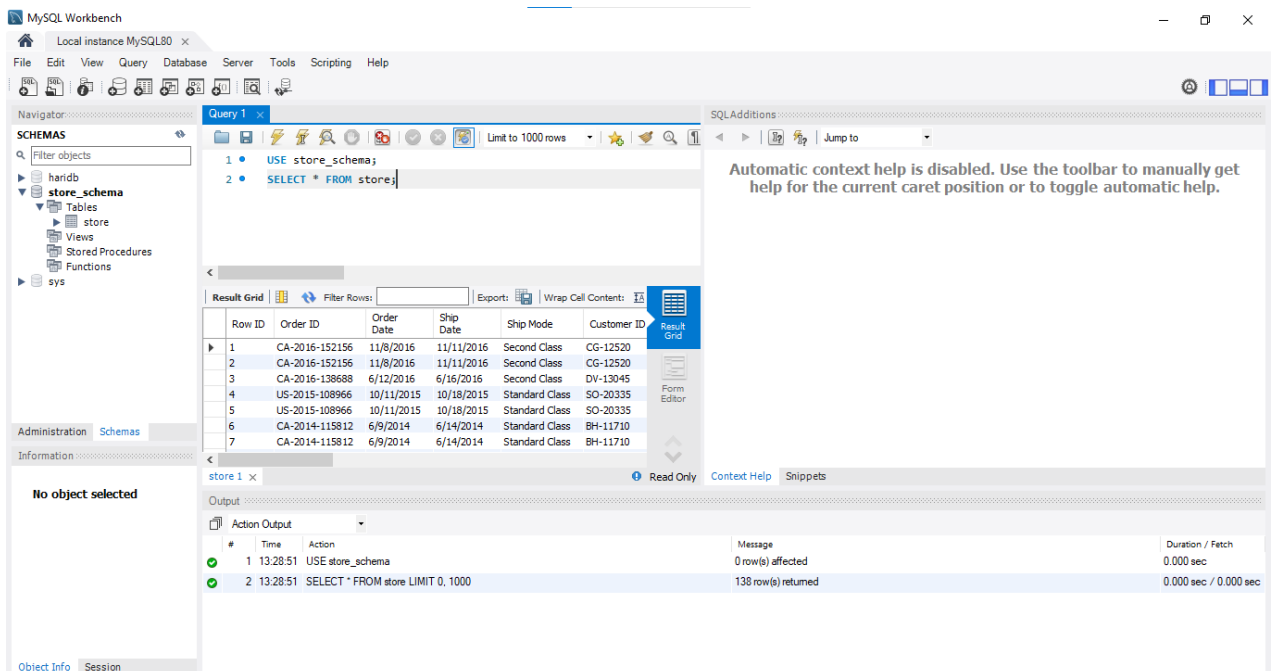 MySQL Workbench
Local instance MySQL80
File Edit View Query Database Server Tools Scripting Help
Navigator
SCHEMAS
Filter objects
haridb
store_schema
Tables
store
Views
Stored Procedures
Functions
sys
Administration Schemas
Information
No object selected
Object Info Session
Query 1
Limit to 1000 rows
1 USE store_schema;
2 SELECT * FROM store;
Result Grid Filter Rows: Export: Wrap Cell Content: IA
Row ID Order ID Order Date Ship Date Ship Mode Customer ID
1 CA-2016-152156 11/8/2016 11/11/2016 Second Class CG-12520
2 CA-2016-152156 11/8/2016 11/11/2016 Second Class CG-12520
3 CA-2016-138688 6/12/2016 6/16/2016 Second Class DV-13045
4 US-2015-108966 10/11/2015 10/18/2015 Standard Class SO-20335
5 US-2015-108966 10/11/2015 10/18/2015 Standard Class SO-20335
6 CA-2014-115812 6/9/2014 6/14/2014 Standard Class BH-11710
7 CA-2014-115812 6/9/2014 6/14/2014 Standard Class BH-11710
Result
Grid
Form
Editor
store 1 Read Only
SQLAdditions
Jump to
Automatic context help is disabled. Use the toolbar to manually get
help for the current caret position or to toggle automatic help.
Context Help Snippets
Output
Action Output
# Time Action Message Duration / Fetch
1 13:28:51 USE store_schema 0 row(s) affected 0.000 sec
2 13:28:51 SELECT * FROM store LIMIT 0, 1000 138 row(s) returned 0.000 sec / 0.000 sec